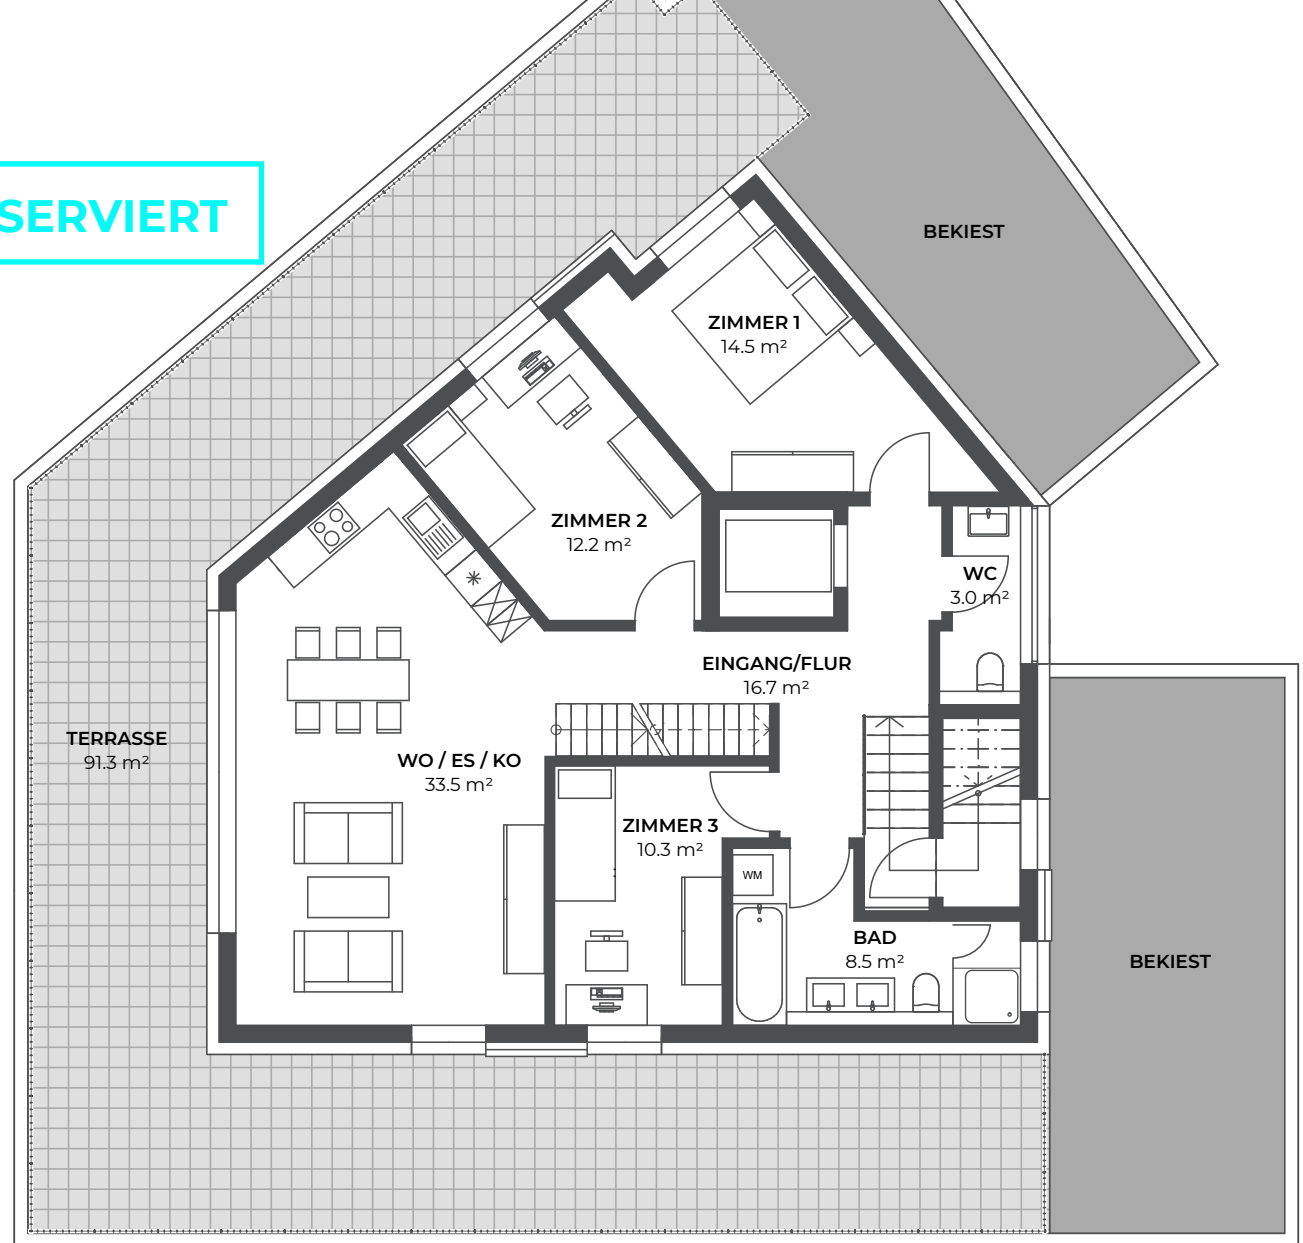 SERVIERT
BEKIEST
ZIMMER 1
14.5 m²
ZIMMER 2
12.2 m²
WC
3.0 m²
EINGANG/FLUR
16.7 m²
TERRASSE
91.3 m²
WO / ES / KO
33.5 m²
ZIMMER 3
10.3 m²
WM
BAD
8.5 m²
BEKIEST